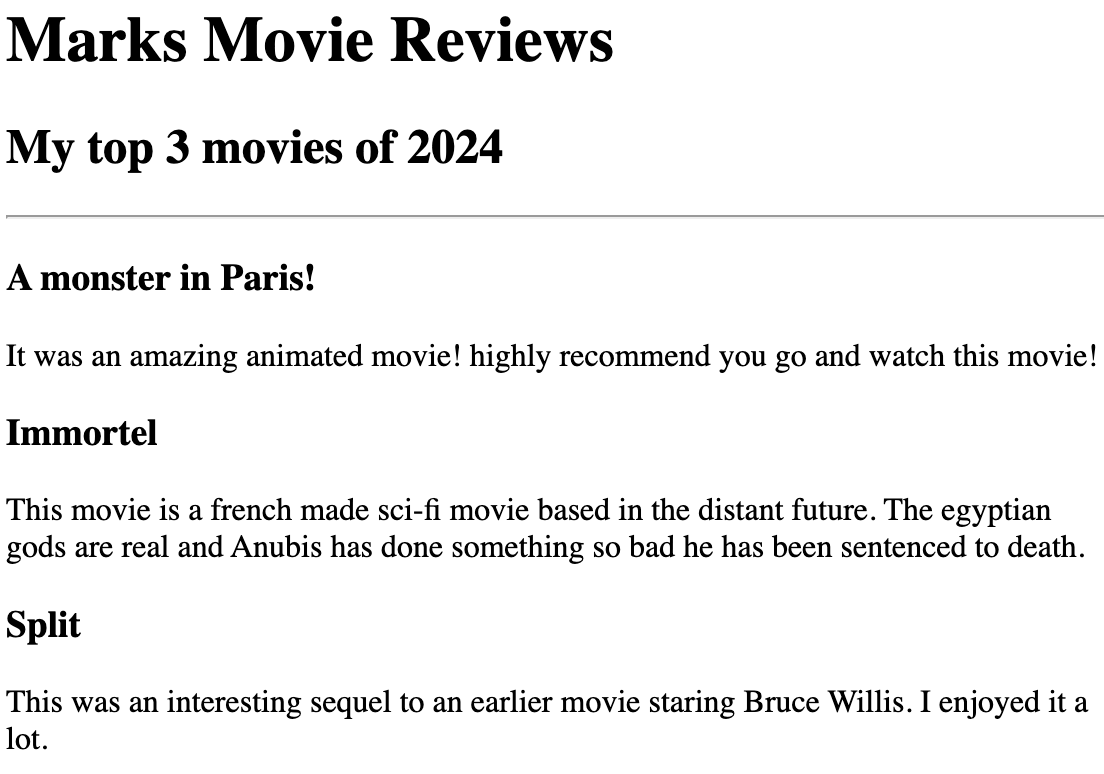 Marks Movie Reviews
My top 3 movies of 2024
A monster in Paris!
It was an amazing animated movie! highly recommend you go and watch this movie!
Immortel
This movie is a french made sci-fi movie based in the distant future. The egyptian
gods are real and Anubis has done something so bad he has been sentenced to death.
Split
This was an interesting sequel to an earlier movie staring Bruce Willis. I enjoyed it a
lot.